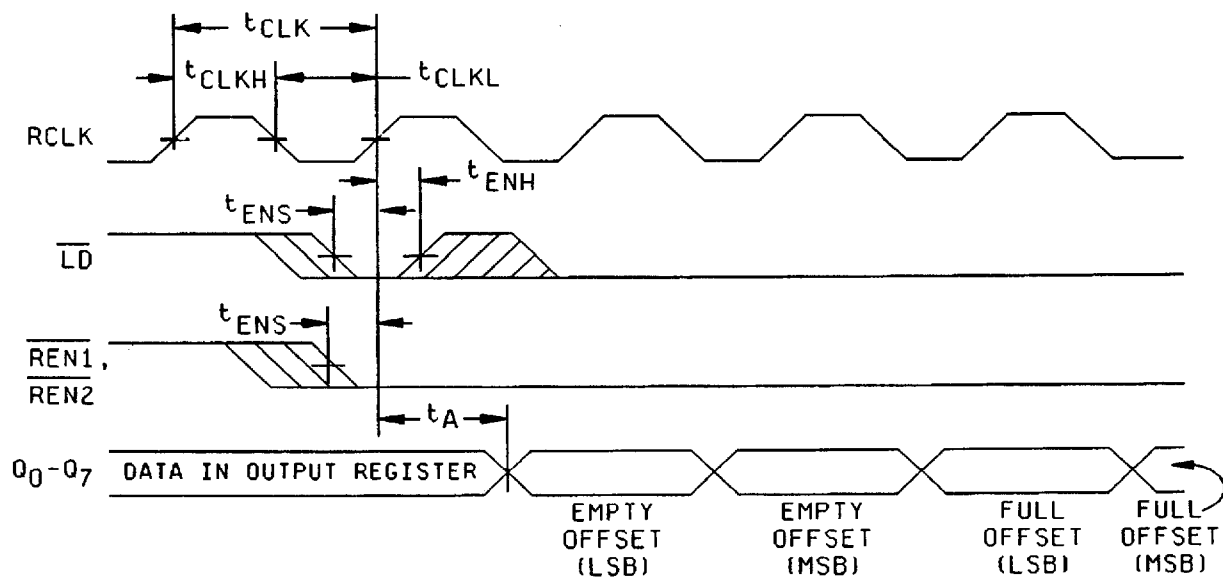 tCLK
tCLKH tCLKL
RCLK
tENH
tENS
LD
tENS
REN1,
REN2
tA
Q0-Q7 DATA IN OUTPUT REGISTER
EMPTY OFFSET (LSB)
EMPTY OFFSET (MSB)
FULL OFFSET (LSB)
FULL OFFSET (MSB)